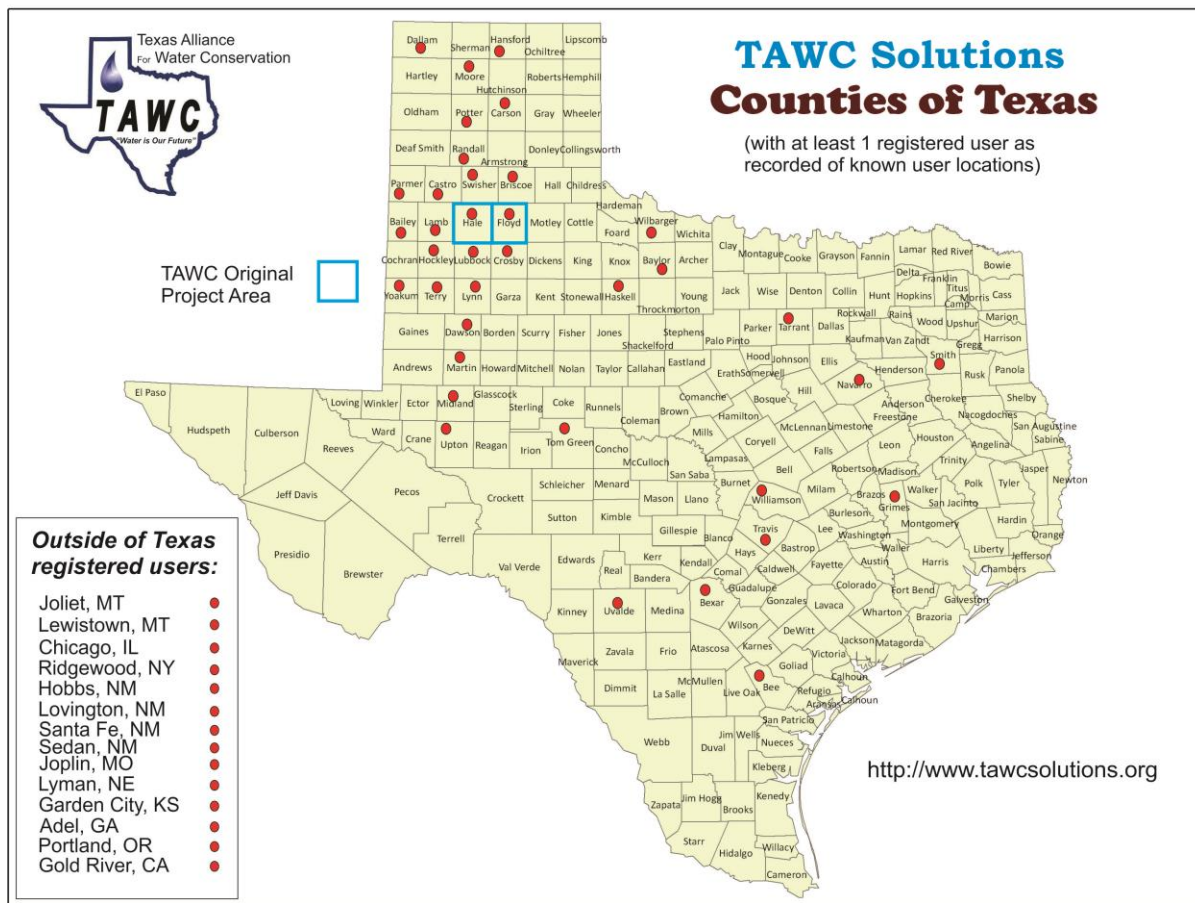 Texas Alliance
For Water Conservation
TAWC
"Water is Our Future"
TAWC Solutions
Counties of Texas
(with at least 1 registered user as
recorded of known user locations)
TAWC Original
Project Area
Dallam
Sherman
Hansford
Ochiltree
Lipscomb
Hartley
Moore
Hutchinson
Roberts
Hemphill
Oldham
Potter
Carson
Gray
Wheeler
Deaf Smith
Randall
Armstrong
Donley
Collingsworth
Parmer
Castro
Swisher
Briscoe
Hall
Childress
Bailey
Lamb
Hale
Floyd
Motley
Cottle
Hardeman
Foard
Wilbarger
Wichita
Cochran
Hockley
Lubbock
Crosby
Dickens
King
Knox
Baylor
Archer
Clay
Montague
Cooke
Grayson
Fannin
Lamar
Red River
Bowie
Delta
Franklin
Titus
Camp
Morris
Cass
Yoakum
Terry
Lynn
Garza
Kent
Stonewall
Haskell
Throckmorton
Young
Jack
Wise
Denton
Collin
Hunt
Hopkins
Rockwall
Rains
Wood
Upshur
Marion
Harrison
Gregg
Gaines
Dawson
Borden
Scurry
Fisher
Jones
Shackelford
Stephens
Palo Pinto
Parker
Tarrant
Dallas
Kaufman
Van Zandt
Smith
Andrews
Martin
Howard
Mitchell
Nolan
Taylor
Callahan
Eastland
Erath
Hood
Somervell
Johnson
Ellis
Henderson
Rusk
Panola
El Paso
Hudspeth
Culberson
Reeves
Loving
Winkler
Ector
Midland
Glasscock
Sterling
Coke
Runnels
Coleman
Brown
Comanche
Hamilton
Bosque
Hill
Navarro
Anderson
Freestone
Cherokee
Nacogdoches
Shelby
San Augustine
Sabine
Ward
Crane
Upton
Reagan
Irion
Tom Green
Concho
McCulloch
Mills
Lampasas
Coryell
McLennan
Limestone
Falls
Leon
Houston
Angelina
Trinity
Jasper
Newton
Jeff Davis
Pecos
Crockett
Schleicher
Menard
San Saba
Burnet
Bell
Milam
Robertson
Madison
Brazos
Walker
Grimes
San Jacinto
Polk
Tyler
Hardin
Presidio
Brewster
Terrell
Sutton
Kimble
Mason
Llano
Williamson
Burleson
Washington
Montgomery
Liberty
Orange
Jefferson
Chambers
Val Verde
Edwards
Real
Kerr
Bandera
Gillespie
Kendall
Blanco
Travis
Hays
Comal
Caldwell
Bastrop
Lee
Fayette
Austin
Waller
Harris
Galveston
Kinney
Uvalde
Medina
Bexar
Guadalupe
Gonzales
Lavaca
Colorado
Wharton
Fort Bend
Brazoria
Maverick
Zavala
Frio
Atascosa
Wilson
Karnes
DeWitt
Victoria
Jackson
Matagorda
Dimmit
La Salle
McMullen
Live Oak
Bee
Goliad
Refugio
Calhoun
Aransas
Calhoun
Webb
Duval
Jim Wells
San Patricio
Nueces
Kleberg
Zapata
Jim Hogg
Brooks
Kenedy
Starr
Hidalgo
Willacy
Cameron
Outside of Texas
registered users:
Joliet, MT
Lewistown, MT
Chicago, IL
Ridgewood, NY
Hobbs, NM
Lovington, NM
Santa Fe, NM
Sedan, NM
Joplin, MO
Lyman, NE
Garden City, KS
Adel, GA
Portland, OR
Gold River, CA
http://www.tawcsolutions.org